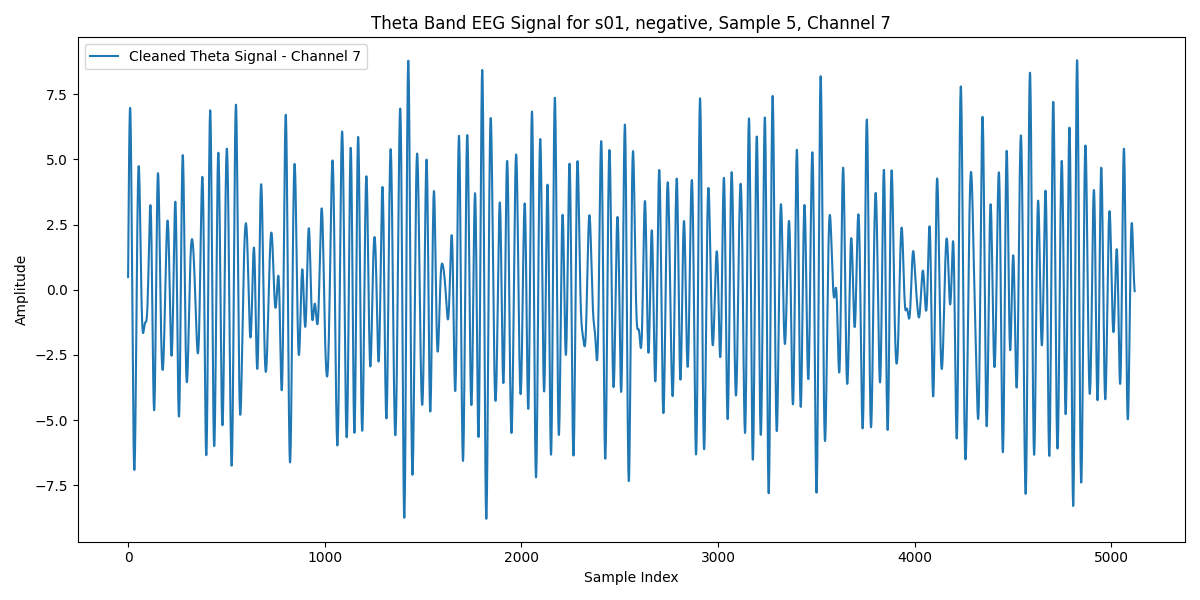 Theta Band EEG Signal for s01, negative, Sample 5, Channel 7
Cleaned Theta Signal - Channel 7
7.5
5.0
2.5
0.0
−2.5
−5.0
−7.5
Amplitude
0 1000 2000 3000 4000 5000
Sample Index